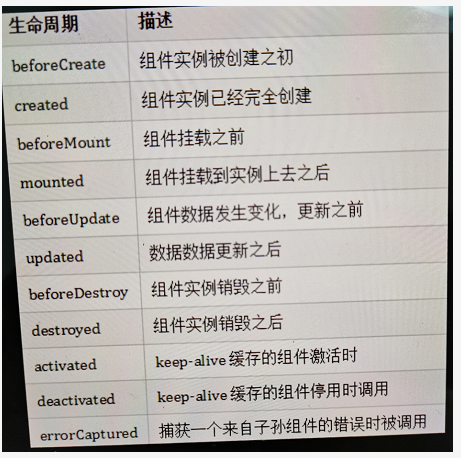 生命周期 描述
beforeCreate 组件实例被创建之初
created 组件实例已经完全创建
beforeMount 组件挂载之前
mounted 组件挂载到实例上去之后
beforeUpdate 组件数据发生变化，更新之前
updated 数据数据更新之后
beforeDestroy 组件实例销毁之前
destroyed 组件实例销毁之后
activated keep-alive 缓存的组件激活时
deactivated keep-alive 缓存的组件停用时调用
errorCaptured 捕获一个来自子孙组件的错误时被调用